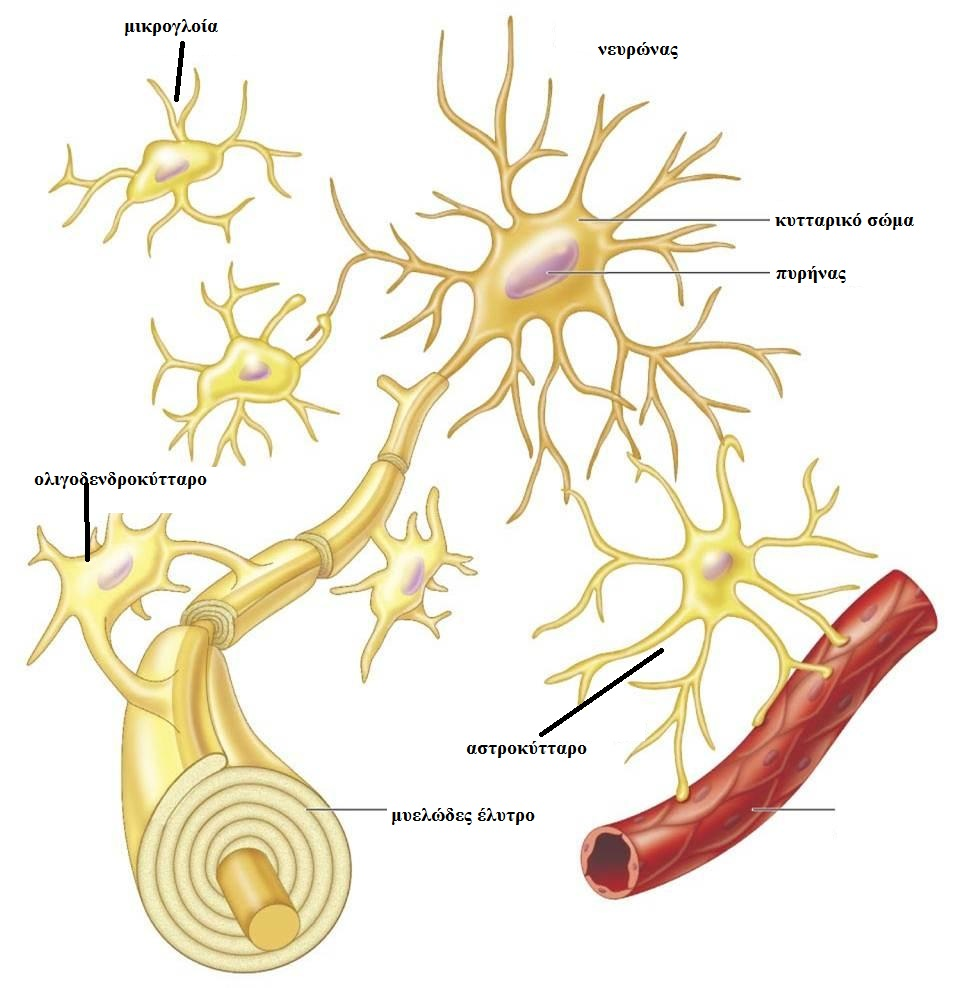 μικρογλοία
νευρώνας
κυτταρικό σώμα
πυρήνας
ολιγοδενδροκύτταρο
αστροκύτταρο
μυελώδες έλυτρο